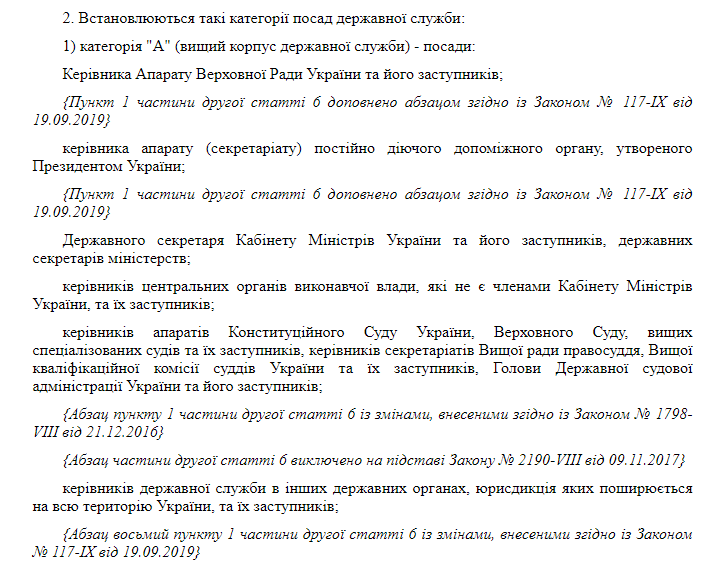 2. Встановлюються такі категорії посад державної служби:
1) категорія "А" (вищий корпус державної служби) - посади:
Керівника Апарату Верховної Ради України та його заступників;
{Пункт 1 частини другої статті 6 доповнено абзацом згідно із Законом № 117-IX від
19.09.2019}
керівника апарату (секретаріату) постійно діючого допоміжного органу, утвореного
Президентом України;
{Пункт 1 частини другої статті 6 доповнено абзацом згідно із Законом № 117-IX від
19.09.2019}
Державного секретаря Кабінету Міністрів України та його заступників, державних
секретарів міністерств;
керівників центральних органів виконавчої влади, які не є членами Кабінету Міністрів
України, та їх заступників;
керівників апаратів Конституційного Суду України, Верховного Суду, вищих
спеціалізованих судів та їх заступників, керівників секретаріатів Вищої ради правосуддя, Вищої
кваліфікаційної комісії суддів України та їх заступників, Голови Державної судової
адміністрації України та його заступників;
{Абзац пункту 1 частини другої статті 6 із змінами, внесеними згідно із Законом № 1798-
VIII від 21.12.2016}
{Абзац частини другої статті 6 виключено на підставі Закону № 2190-VIII від 09.11.2017}
керівників державної служби в інших державних органах, юрисдикція яких поширюється
на всю територію України, та їх заступників;
{Абзац восьмий пункту 1 частини другої статті 6 із змінами, внесеними згідно із Законом
№ 117-IX від 19.09.2019}